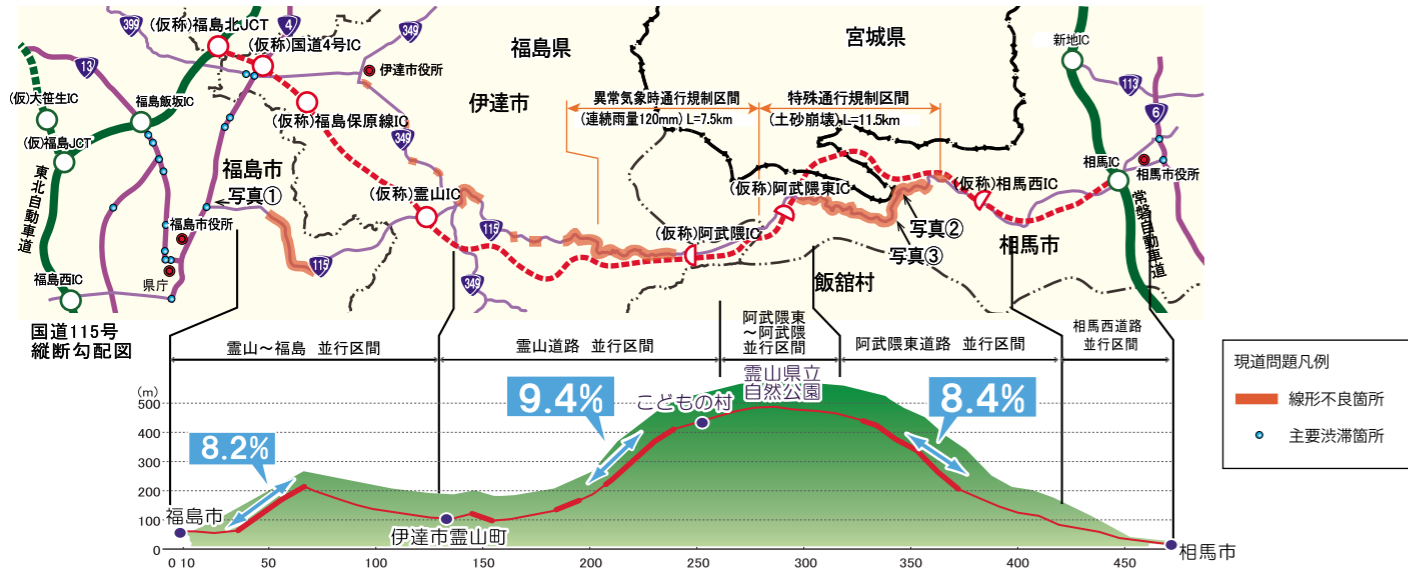 399
(仮称)福島北JCT
4
349
(仮称)国道4号IC
福島県
宮城県
新地IC
13
伊達市役所
113
(仮)大笹生IC
福島飯坂IC
伊達市
異常気象時通行規制区間
特殊通行規制区間
6
(仮称)福島保原線IC
(連続雨量120mm) L=7.5km
(土砂崩壊) L=11.5km
(仮)福島JCT
349
相馬IC
相馬市役所
東北自動車道
福島市
写真①
(仮称)霊山IC
(仮称)阿武隈東IC
(仮称)相馬西IC
常磐自動車道
福島市役所
115
(仮称)阿武隈IC
写真②
写真③
相馬市
115
県庁
福島西IC
349
飯舘村
国道115号
縦断勾配図
霊山~福島 並行区間
霊山道路 並行区間
阿武隈東
~阿武隈
並行区間
阿武隈東道路 並行区間
相馬西道路
並行区間
現道問題凡例
線形不良箇所
主要渋滞箇所
(m)
500
400
300
200
100
0
8.2%
9.4%
8.4%
こどもの村
霊山県立
自然公園
福島市
伊達市霊山町
相馬市
0 10
50
100
150
200
250
300
350
400
450